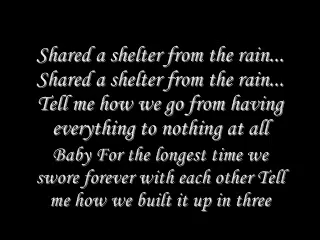 Shared a shelter from the rain...
Shared a shelter from the rain...
Tell me how we go from having
everything to nothing at all
Baby For the longest time we
swore forever with each other Tell
me how we built it up in three